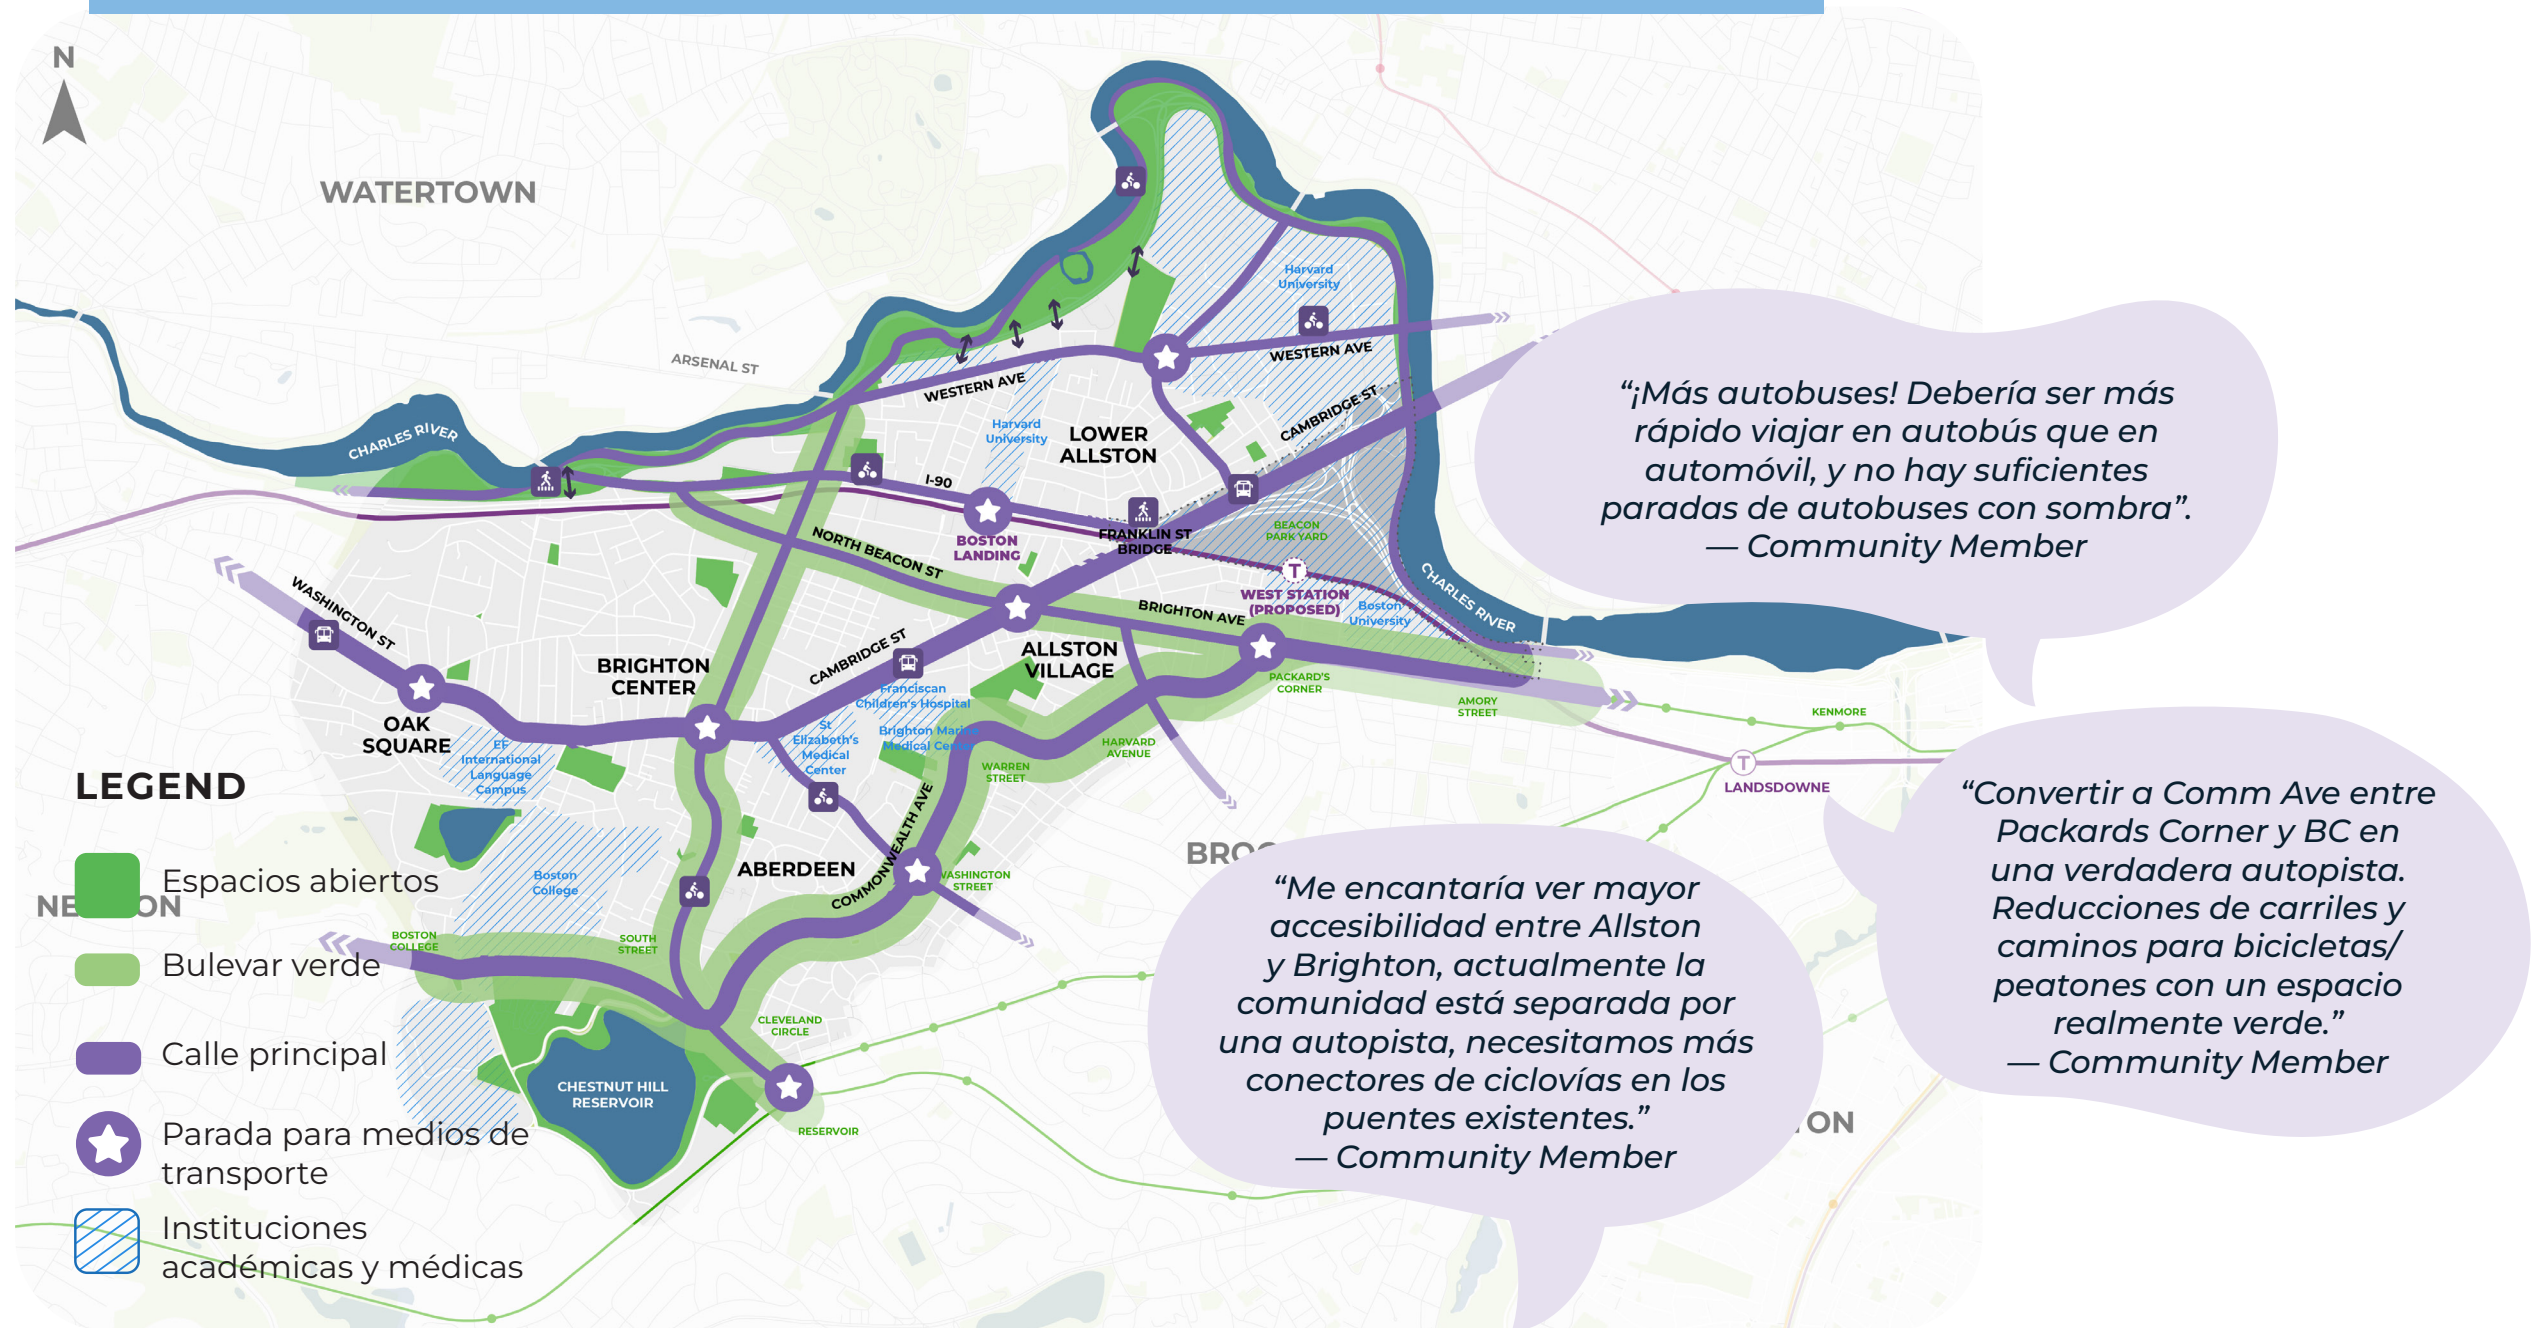 N
WATERTOWN
ARSENAL ST
CHARLES RIVER
Harvard
University
WESTERN AVE
WESTERN AVE
CAMBRIDGE ST
Harvard
University
LOWER
ALLSTON
I-90
BOSTON
LANDING
FRANKLIN ST
BRIDGE
BEACON
PARK YARD
NORTH BEACON ST
T
WEST STATION
(PROPOSED)
Boston
University
CHARLES RIVER
BRIGHTON AVE
WASHINGTON ST
BRIGHTON
CENTER
CAMBRIDGE ST
ALLSTON
VILLAGE
PACKARD'S
CORNER
AMORY
STREET
KENMORE
T
LANDSDOWNE
OAK
SQUARE
EF
International
Language
Campus
Franciscan
Children's Hospital
Brighton Marine
Medical Center
St
Elizabeth's
Medical
Center
WARREN
STREET
HARVARD
AVENUE
COMMONWEALTH AVE
ABERDEEN
WASHINGTON
STREET
Boston
College
BOSTON
COLLEGE
SOUTH
STREET
CLEVELAND
CIRCLE
CHESTNUT HILL
RESERVOIR
RESERVOIR
LEGEND
Espacios abiertos
Bulevar verde
Calle principal
Parada para medios de
transporte
Instituciones
académicas y médicas
“¡Más autobuses! Debería ser más
rápido viajar en autobús que en
automóvil, y no hay suficientes
paradas de autobuses con sombra”.
— Community Member
“Convertir a Comm Ave entre
Packards Corner y BC en
una verdadera autopista.
Reducciones de carriles y
caminos para bicicletas/
peatones con un espacio
realmente verde.”
— Community Member
“Me encantaría ver mayor
accesibilidad entre Allston
y Brighton, actualmente la
comunidad está separada por
una autopista, necesitamos más
conectores de ciclovías en los
puentes existentes.”
— Community Member